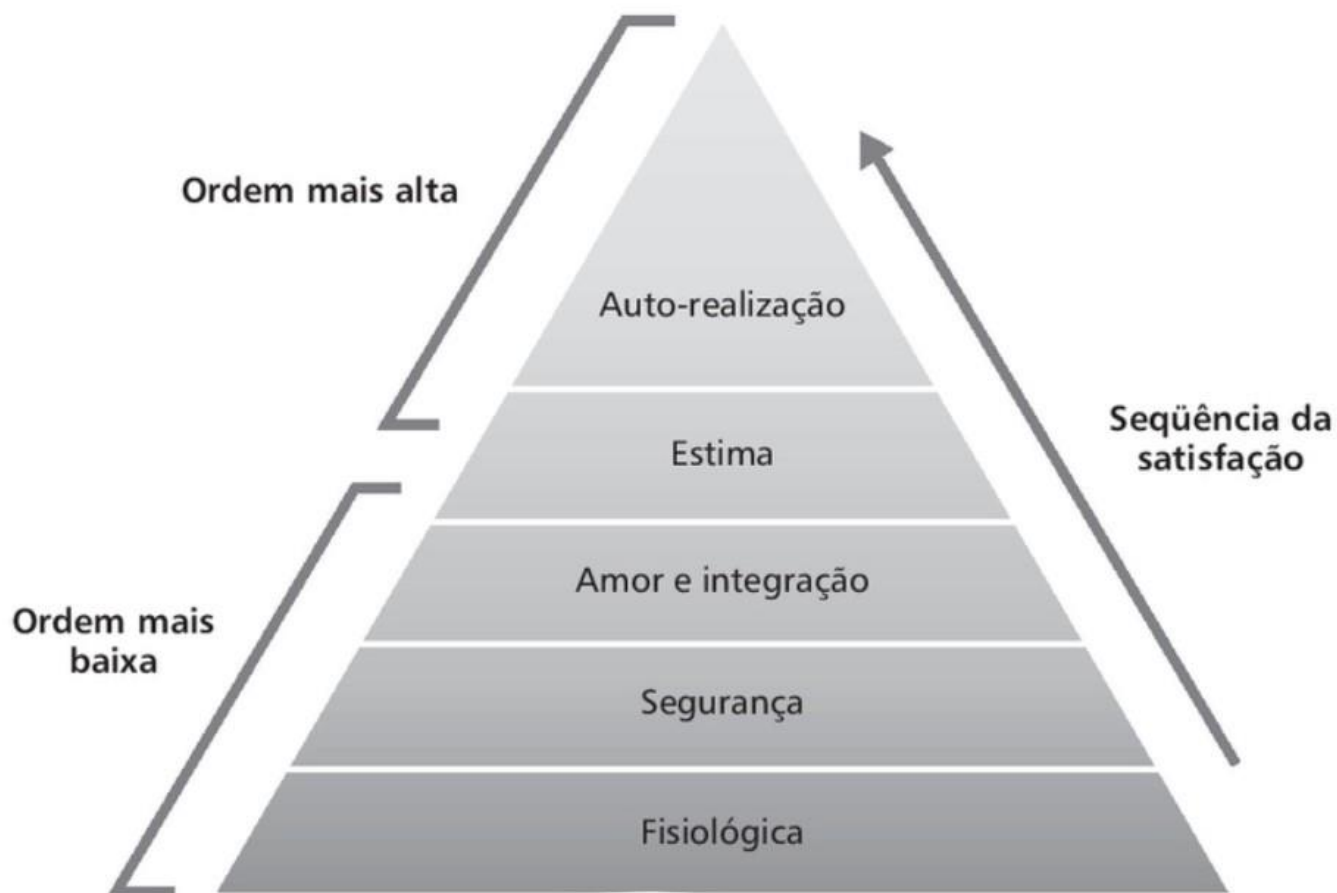 Ordem mais alta
Auto-realização
Seqüência da
satisfação
Estima
Amor e integração
Ordem mais
baixa
Segurança
Fisiológica